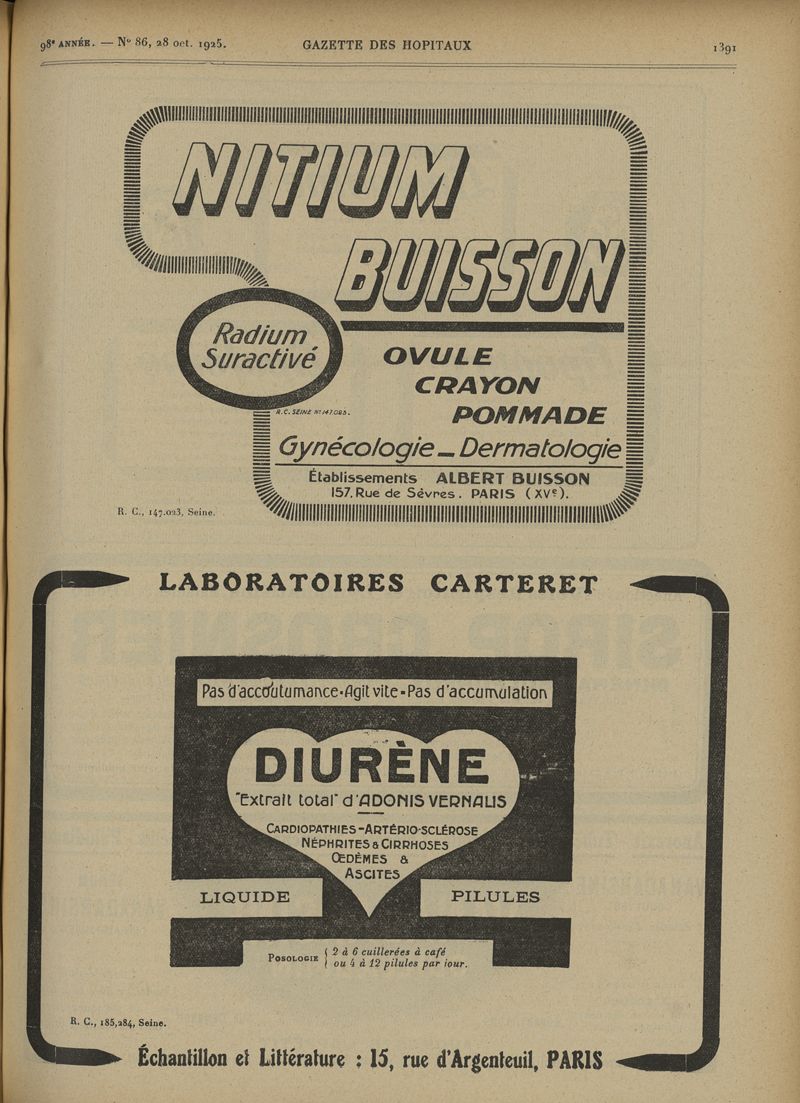 98e ANNÉE. — No 86, 28 oct. 1925. GAZETTE DES HOPITAUX 1391
NITIUM
BUISSON
Radium
Suractivé
OVULE
CRAYON
POMMADE
R.C. SEINE No 147.023.
Gynécologie - Dermatologie
Établissements ALBERT BUISSON
157, Rue de Sèvres. PARIS (XVe).
R. C., 147.023, Seine.
LABORATOIRES CARTERET
Pas d'accoutumance - Agit vite - Pas d'accumulation
DIURÈNE
"Extrait total" d'ADONIS VERNALIS
CARDIOPATHIES - ARTÉRIO-SCLÉROSE
NÉPHRITES & CIRRHOSES
ŒDÈMES &
ASCITES
LIQUIDE PILULES
POSOLOGIE { 2 à 6 cuillerées à café
ou 4 à 12 pilules par jour.
R. C., 185,284, Seine.
Échantillon et Littérature : 15, rue d'Argenteuil, PARIS